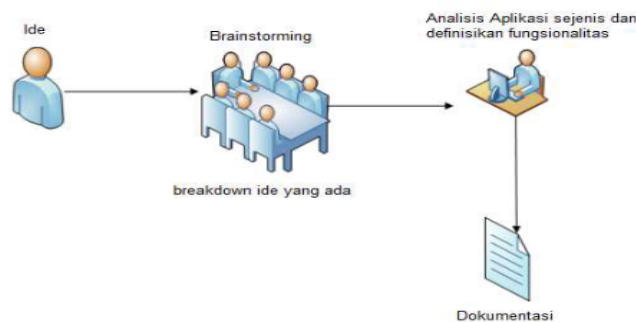 Ide
Brainstorming
Analisis Aplikasi sejenis dan
definisikan fungsionalitas
breakdown ide yang ada
Dokumentasi